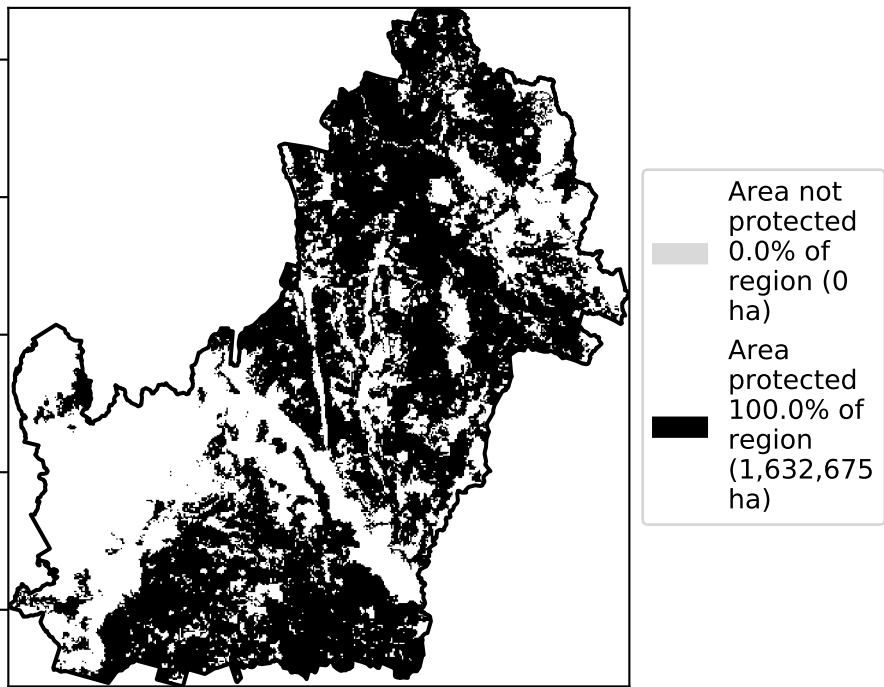 Area not
protected
0.0% of
region (0
ha)
Area
protected
100.0% of
region
(1,632,675
ha)